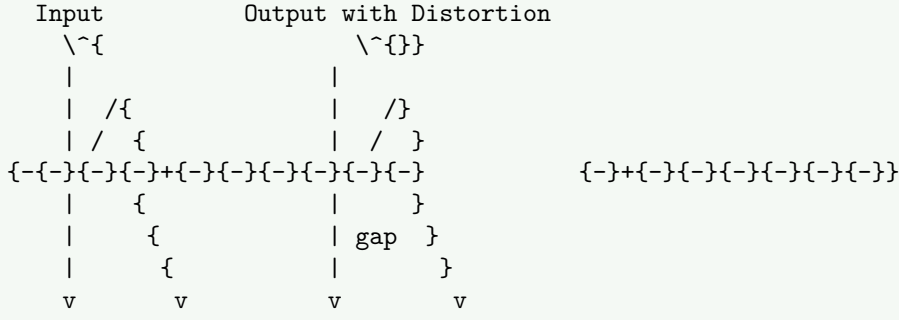 Input          Output with Distortion
\^{                  \^{}}
|                    |
|  /{                |   /}
| /  {               |  /  }
{-{-}{-}{-}+{-}{-}{-}{-}{-}{-}           {-}+{-}{-}{-}{-}{-}{-}}
|    {               |      }
|     {              | gap  }
|      {             |       }
v       v            v        v